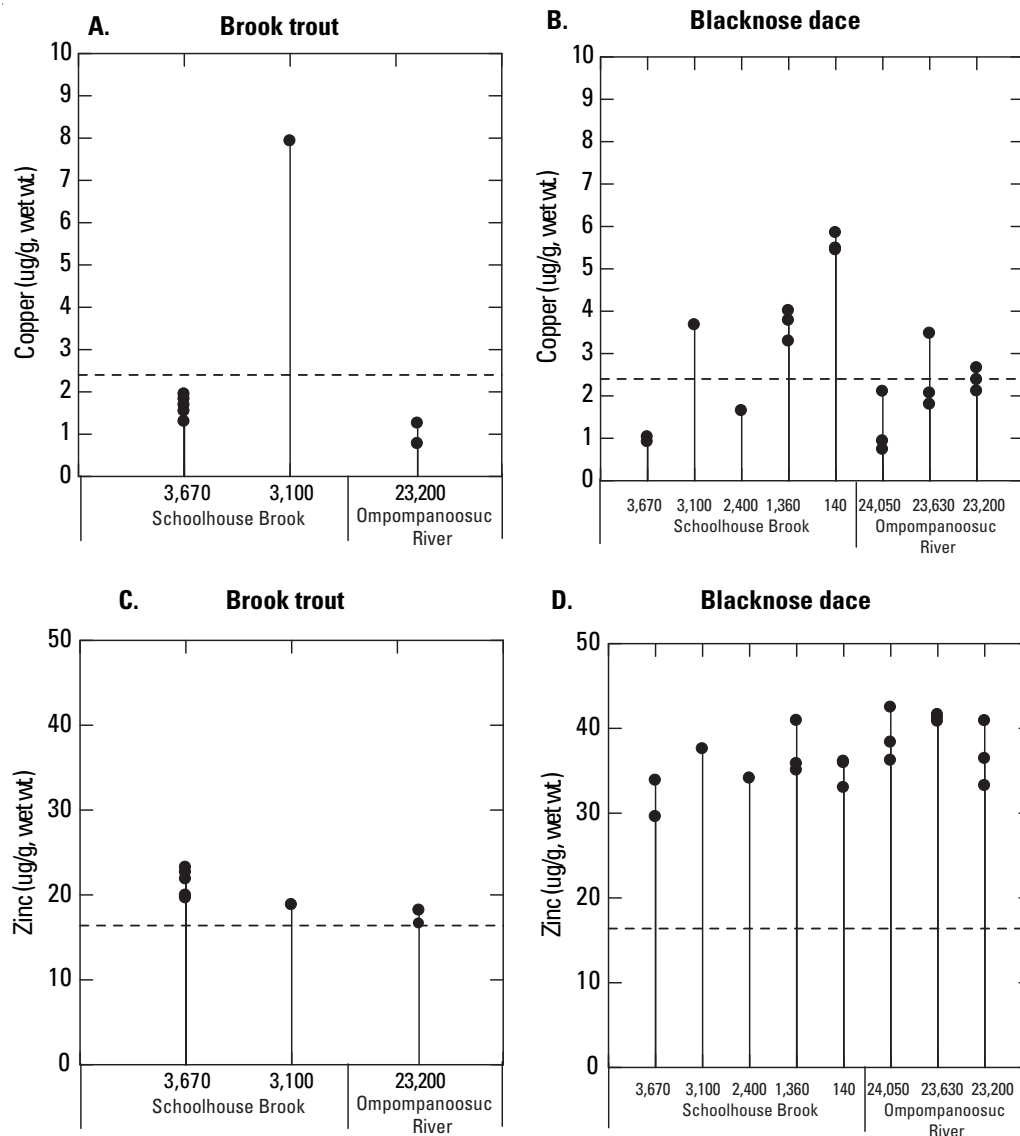 A. Brook trout
10
9
8
7
6
5
4
3
2
1
0
Copper (ug/g, wet wt.)
3,670 3,100 23,200
Schoolhouse Brook Ompompanoosuc
River
B. Blacknose dace
10
9
8
7
6
5
4
3
2
1
0
Copper (ug/g, wet wt.)
3,670 3,100 2,400 1,360 140 24,050 23,630 23,200
Schoolhouse Brook Ompompanoosuc
River
C. Brook trout
50
40
30
20
10
0
Zinc (ug/g, wet wt.)
3,670 3,100 23,200
Schoolhouse Brook Ompompanoosuc
River
D. Blacknose dace
50
40
30
20
10
0
Zinc (ug/g, wet wt.)
3,670 3,100 2,400 1,360 140 24,050 23,630 23,200
Schoolhouse Brook Ompompanoosuc
River